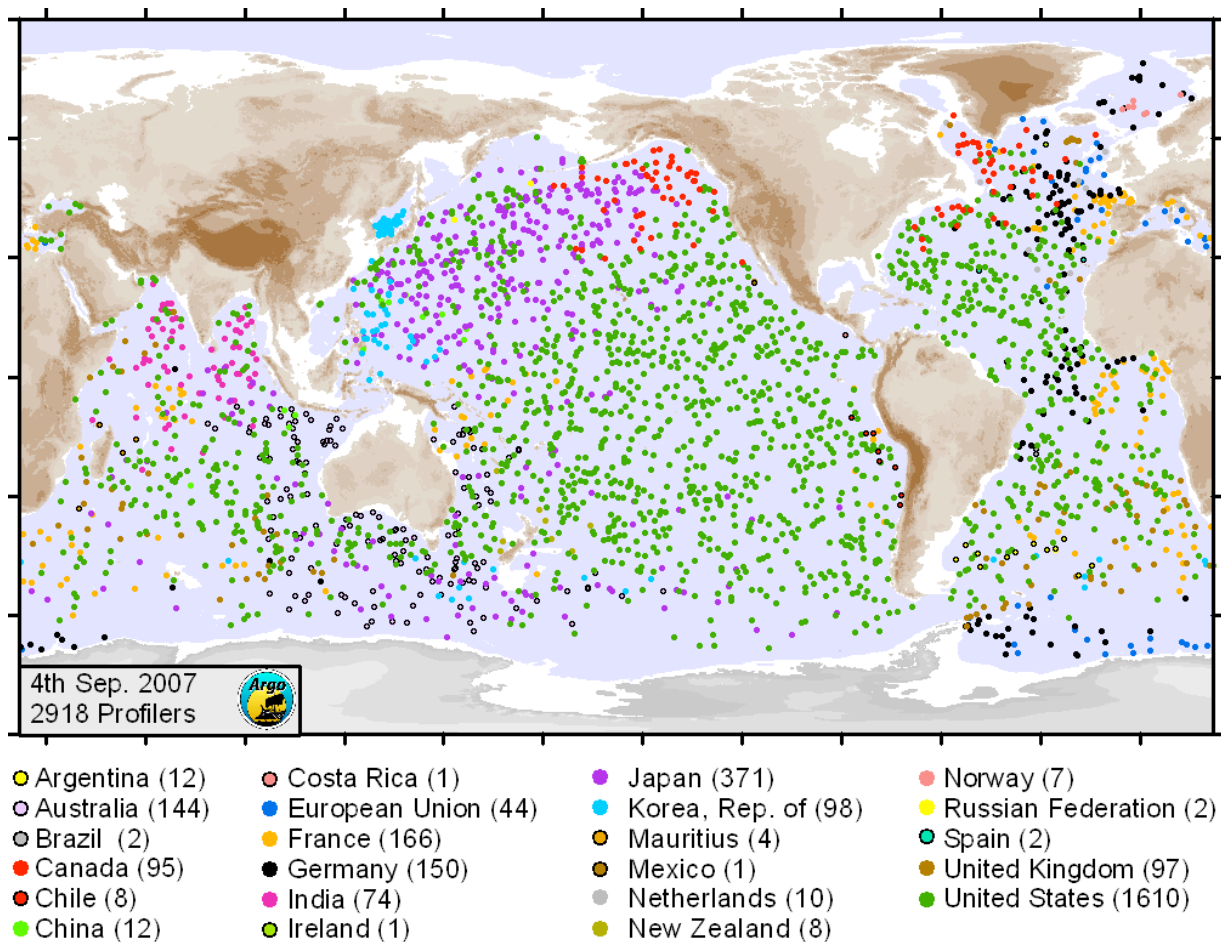 4th Sep. 2007
2918 Profilers
Argo
Argentina (12)
Australia (144)
Brazil (2)
Canada (95)
Chile (8)
China (12)
Costa Rica (1)
European Union (44)
France (166)
Germany (150)
India (74)
Ireland (1)
Japan (371)
Korea, Rep. of (98)
Mauritius (4)
Mexico (1)
Netherlands (10)
New Zealand (8)
Norway (7)
Russian Federation (2)
Spain (2)
United Kingdom (97)
United States (1610)